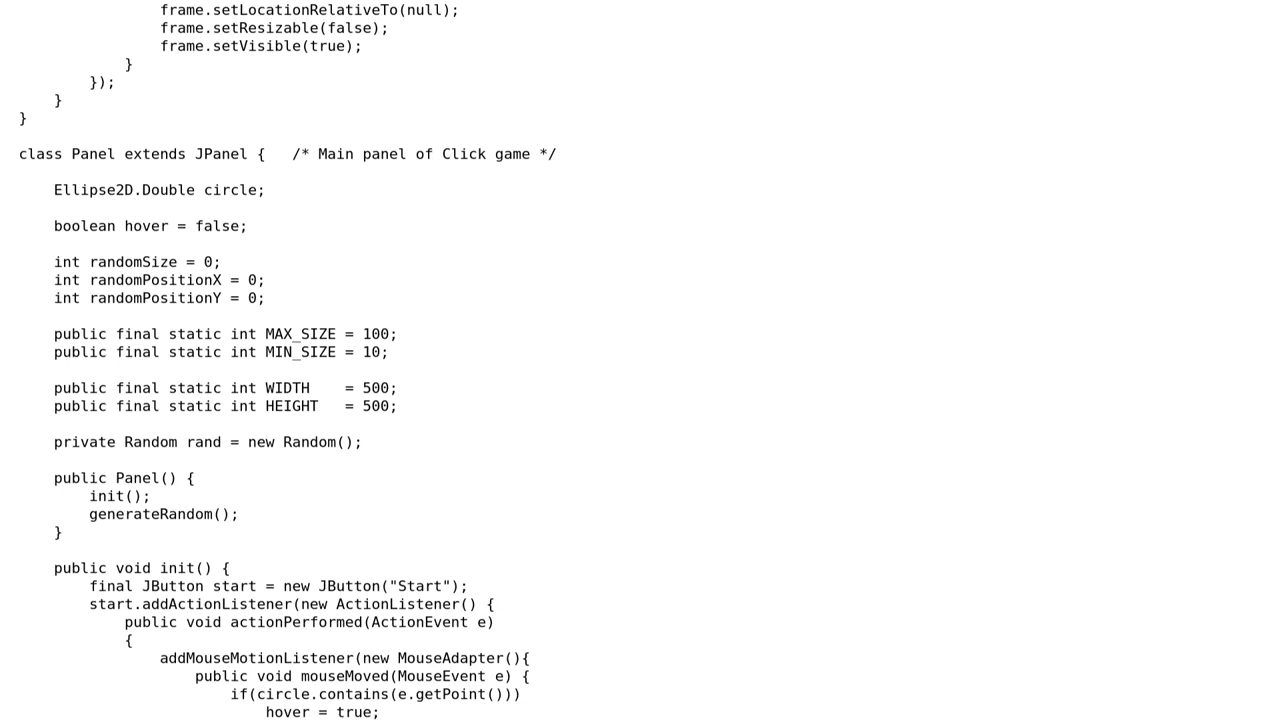 frame.setLocationRelativeTo(null);
                frame.setResizable(false);
                frame.setVisible(true);
            }
        });
    }
}

class Panel extends JPanel {   /* Main panel of Click game */

    Ellipse2D.Double circle;

    boolean hover = false;

    int randomSize = 0;
    int randomPositionX = 0;
    int randomPositionY = 0;

    public final static int MAX_SIZE = 100;
    public final static int MIN_SIZE = 10;

    public final static int WIDTH    = 500;
    public final static int HEIGHT   = 500;

    private Random rand = new Random();

    public Panel() {
        init();
        generateRandom();
    }

    public void init() {
        final JButton start = new JButton("Start");
        start.addActionListener(new ActionListener() {
            public void actionPerformed(ActionEvent e)
            {
                addMouseMotionListener(new MouseAdapter(){
                    public void mouseMoved(MouseEvent e) {
                        if(circle.contains(e.getPoint()))
                            hover = true;